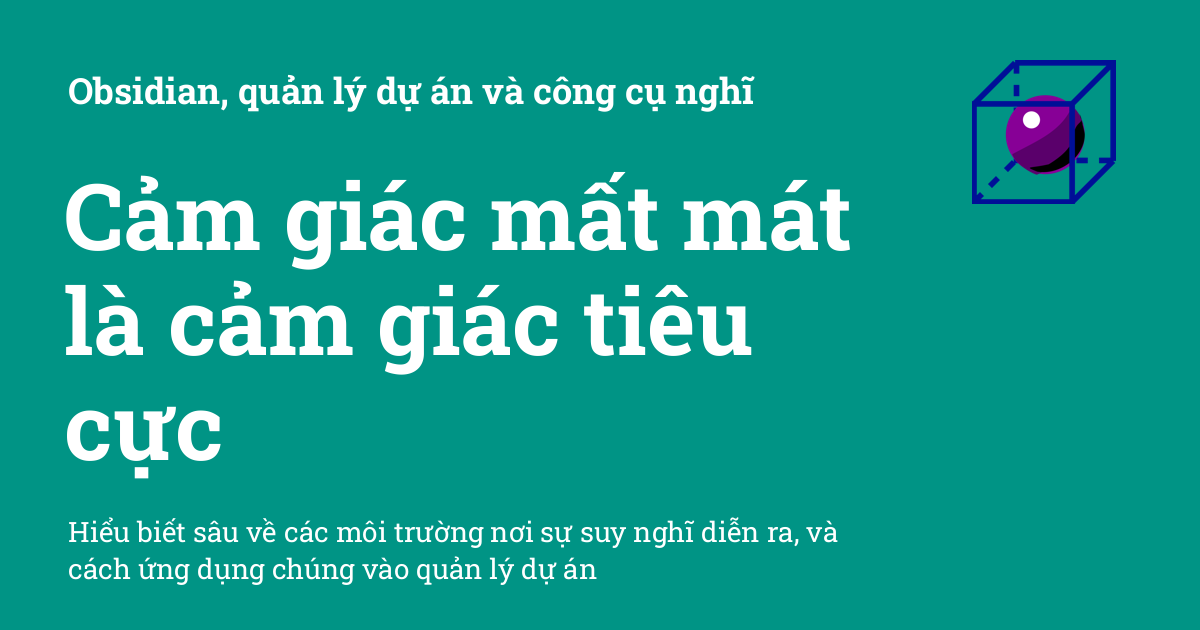 Obsidian, quản lý dự án và công cụ nghĩ
Cảm giác mất mát
là cảm giác tiêu
cực
Hiểu biết sâu về các môi trường nơi sự suy nghĩ diễn ra, và
cách ứng dụng chúng vào quản lý dự án